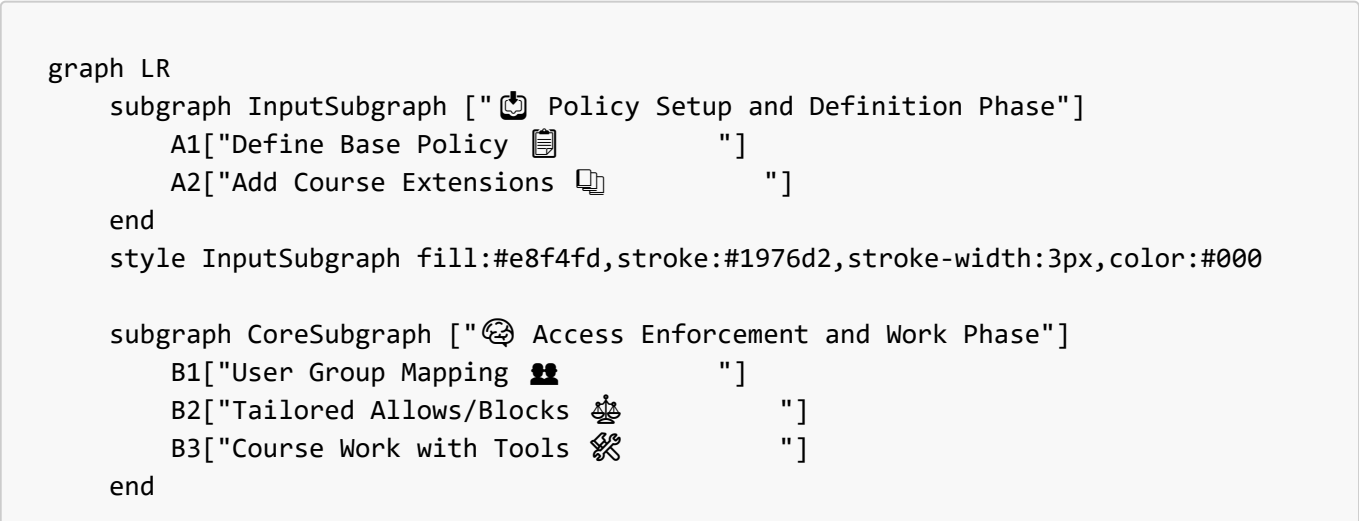 graph LR
    subgraph InputSubgraph ["📥 Policy Setup and Definition Phase"]
        A1["Define Base Policy 📋          "]
        A2["Add Course Extensions 📚          "]
    end
    style InputSubgraph fill:#e8f4fd,stroke:#1976d2,stroke-width:3px,color:#000
    subgraph CoreSubgraph ["🧠 Access Enforcement and Work Phase"]
        B1["User Group Mapping 👥          "]
        B2["Tailored Allows/Blocks ⚖️          "]
        B3["Course Work with Tools 🛠️          "]
    end